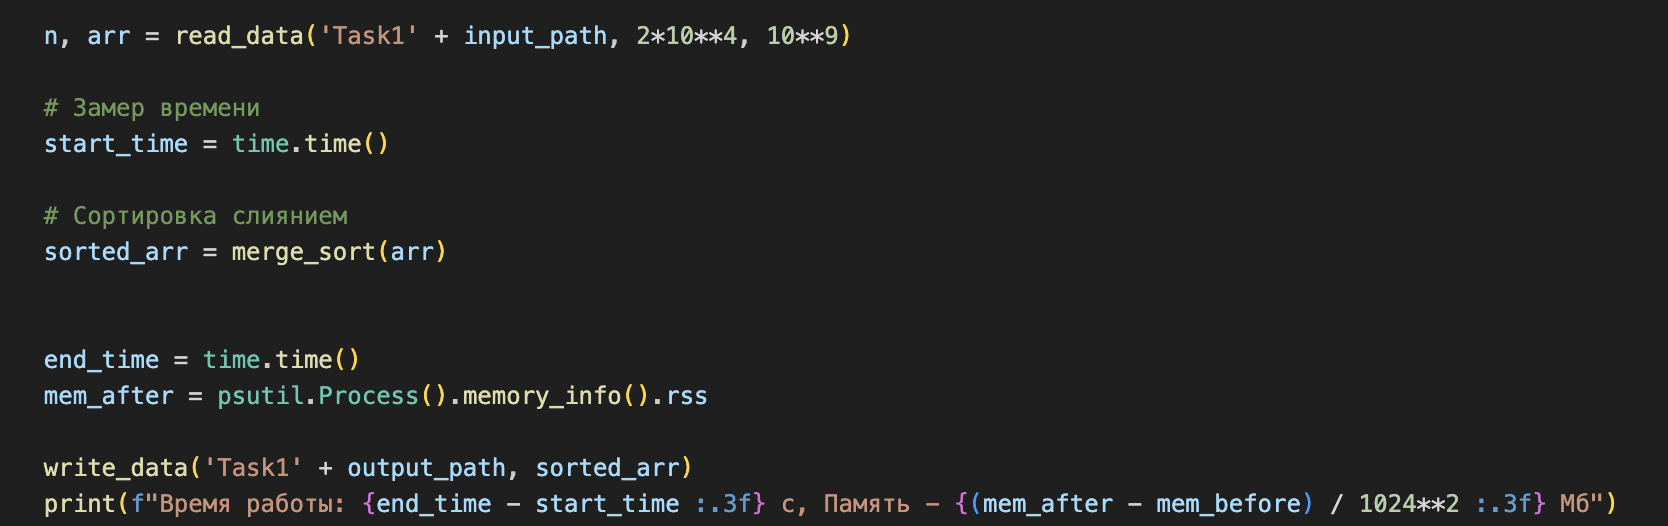 n, arr = read_data('Task1' + input_path, 2*10**4, 10**9)
# Замер времени
start_time = time.time()
# Сортировка слиянием
sorted_arr = merge_sort(arr)
end_time = time.time()
mem_after = psutil.Process().memory_info().rss
write_data('Task1' + output_path, sorted_arr)
print(f"Время работы: {end_time - start_time :.3f} с, Память - {(mem_after - mem_before) / 1024**2 :.3f} Мб")